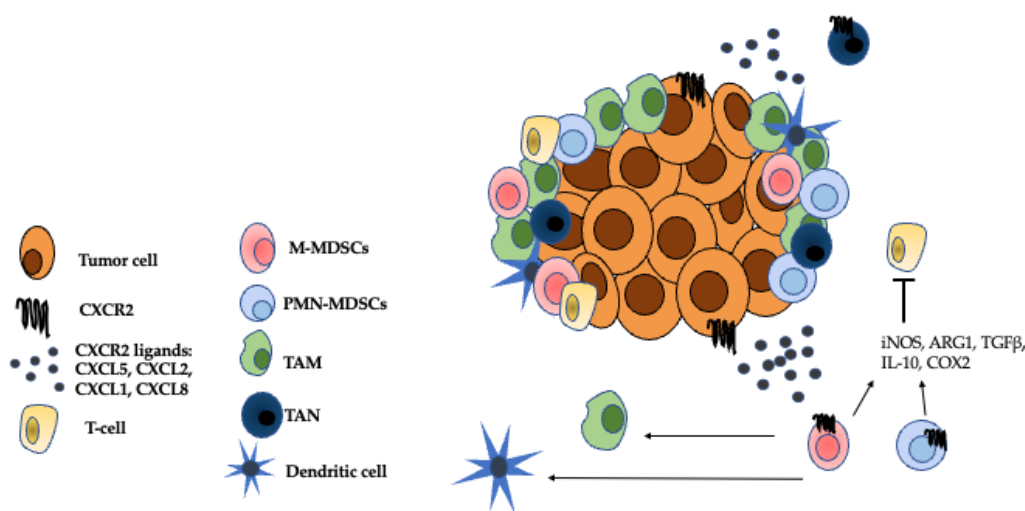 Tumor cell
CXCR2
CXCR2 ligands:
CXCL5, CXCL2,
CXCL1, CXCL8
T-cell
M-MDSCs
PMN-MDSCs
TAM
TAN
Dendritic cell
iNOS, ARG1, TGFβ,
IL-10, COX2